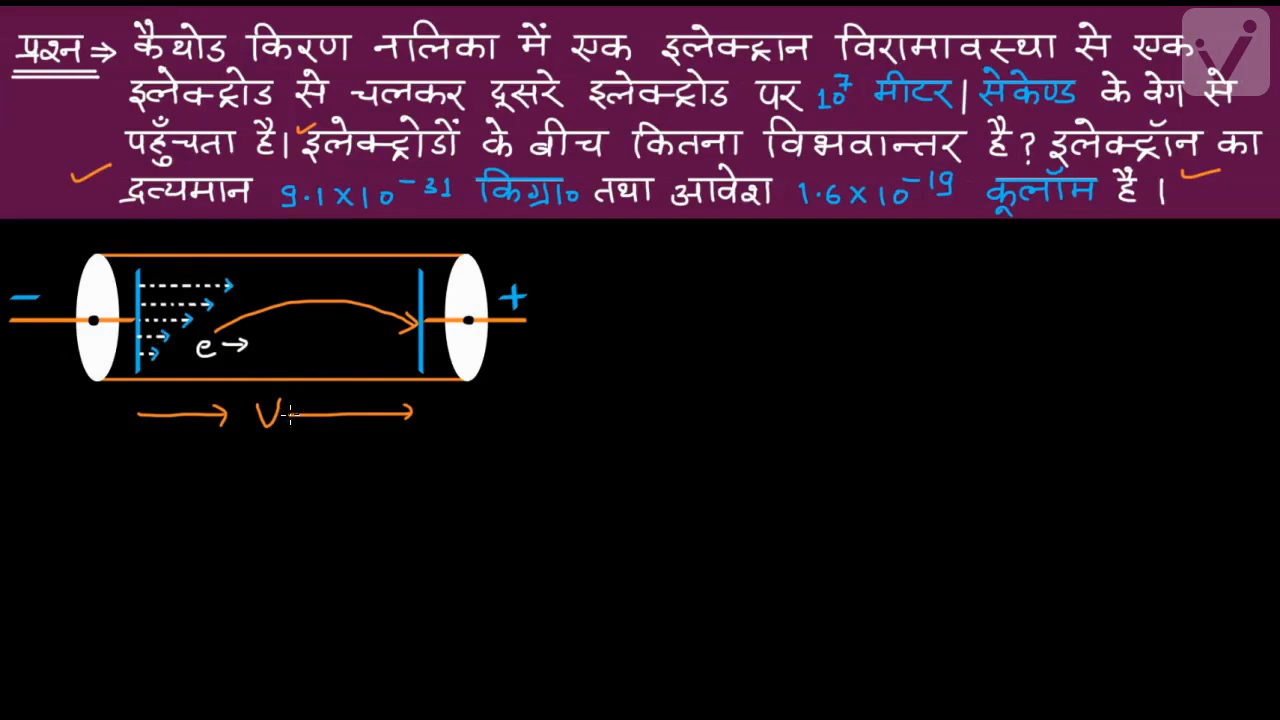 प्रश्न ⇒ कैथोड किरण नलिका में एक इलेक्ट्रान विरामावस्था से एक
इलेक्ट्रोड से चलकर दूसरे इलेक्ट्रोड पर 10⁷ मीटर|सेकेण्ड के वेग से
पहुँचता है। इलेक्ट्रोडों के बीच कितना विभवान्तर है? इलेक्ट्रॉन का
द्रव्यमान 9.1×10⁻³¹ किग्रा० तथा आवेश 1.6×10⁻¹⁹ कूलॉम है।
− +
e→
V